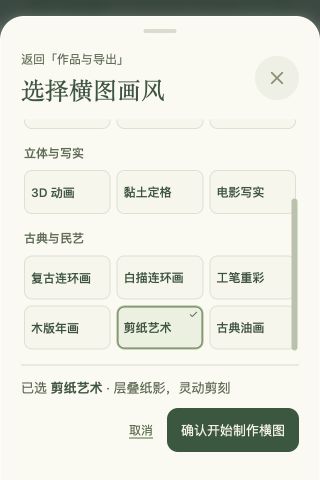 返回「作品与导出」
选择横图画风
立体与写实
3D 动画
黏土定格
电影写实
古典与民艺
复古连环画
白描连环画
工笔重彩
木版年画
剪纸艺术
古典油画
已选 剪纸艺术 · 层叠纸影，灵动剪刻
取消
确认开始制作横图